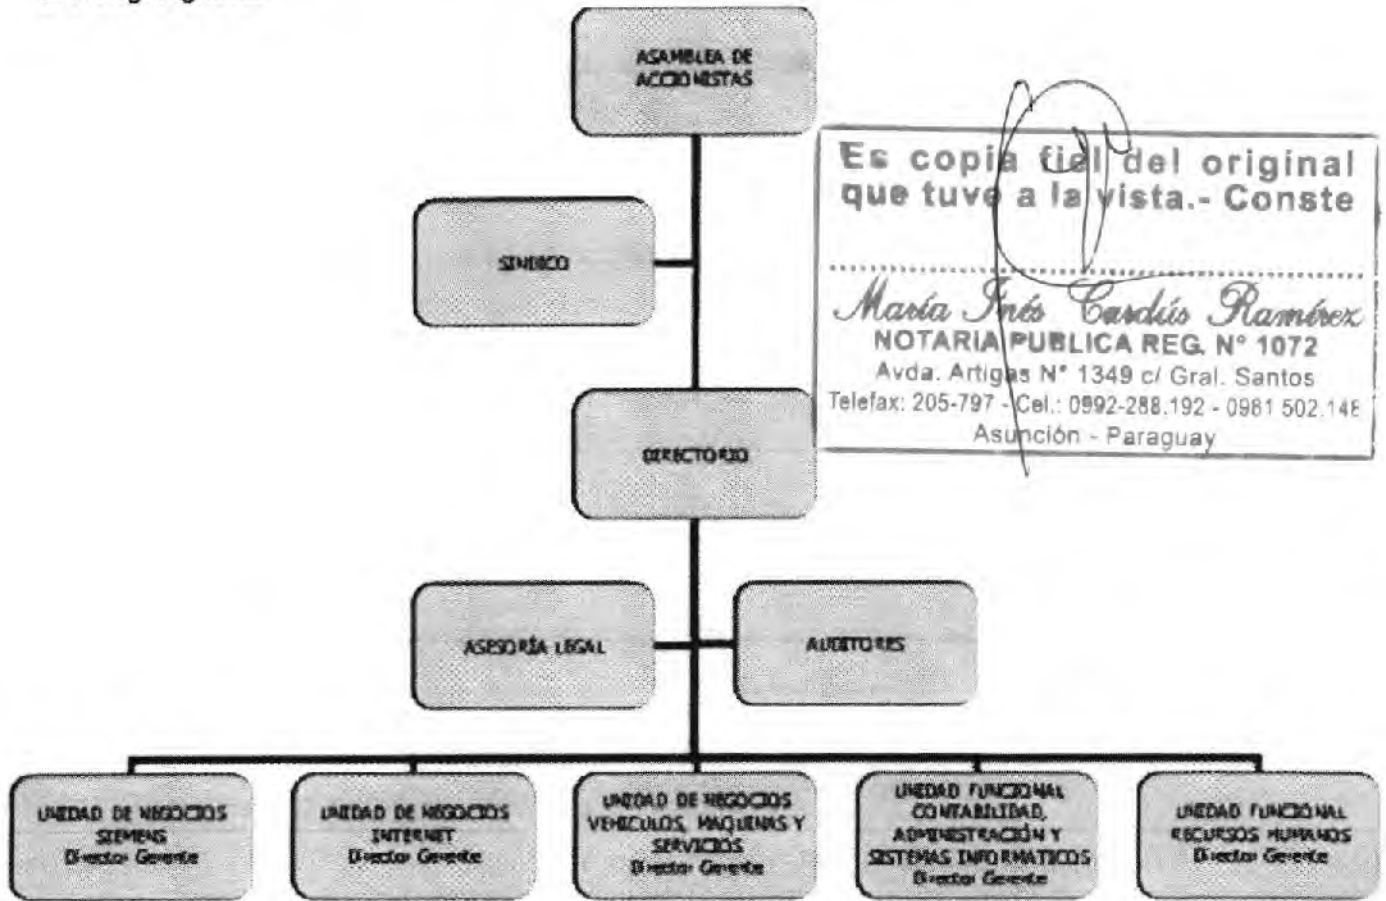 ASAMBLEA DE
ACCIONISTAS
Es copia fiel del original
que tuve a la vista.- Conste
María Inés Cardús Ramírez
NOTARIA PUBLICA REG. N° 1072
Avda. Artigas N° 1349 c/ Gral. Santos
Telefax: 205-797 - Cel.: 0992-288.192 - 0981 502.148
Asunción - Paraguay
SINDICO
DIRECTORIO
ASESORÍA LEGAL
AUDITORES
UNIDAD DE NEGOCIOS
SIEMENS
Director Gerente
UNIDAD DE NEGOCIOS
INTERNET
Director Gerente
UNIDAD DE NEGOCIOS
VEHICULOS, MAQUINAS Y
SERVICIOS
Director Gerente
UNIDAD FUNCIONAL
CONTABILIDAD,
ADMINISTRACIÓN Y
SISTEMAS INFORMATICOS
Director Gerente
UNIDAD FUNCIONAL
RECURSOS HUMANOS
Director Gerente